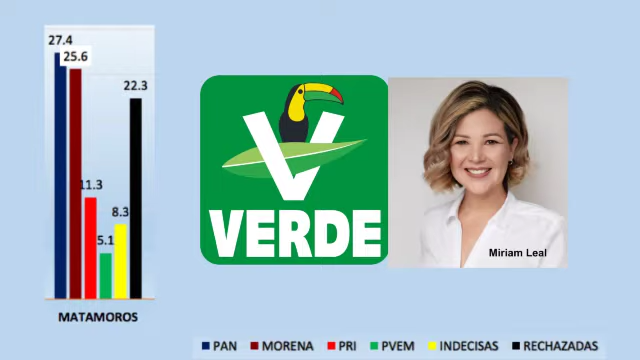 27.4
25.6
11.3
5.1
8.3
22.3
MATAMOROS
V
VERDE
Miriam Leal
PAN MORENA PRI PVEM INDECISAS RECHAZADAS